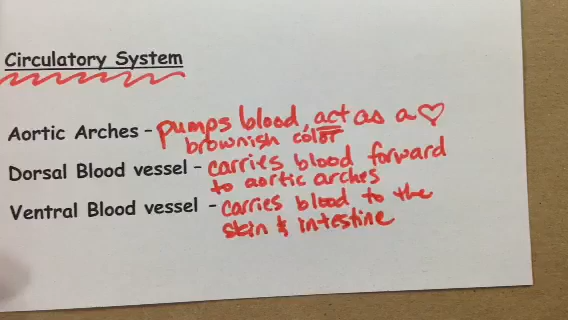 Circulatory System
Aortic Arches - pumps blood, act as a ♡
brownish color
Dorsal Blood vessel - carries blood forward
to aortic arches
Ventral Blood vessel - carries blood to the
skin & intestine